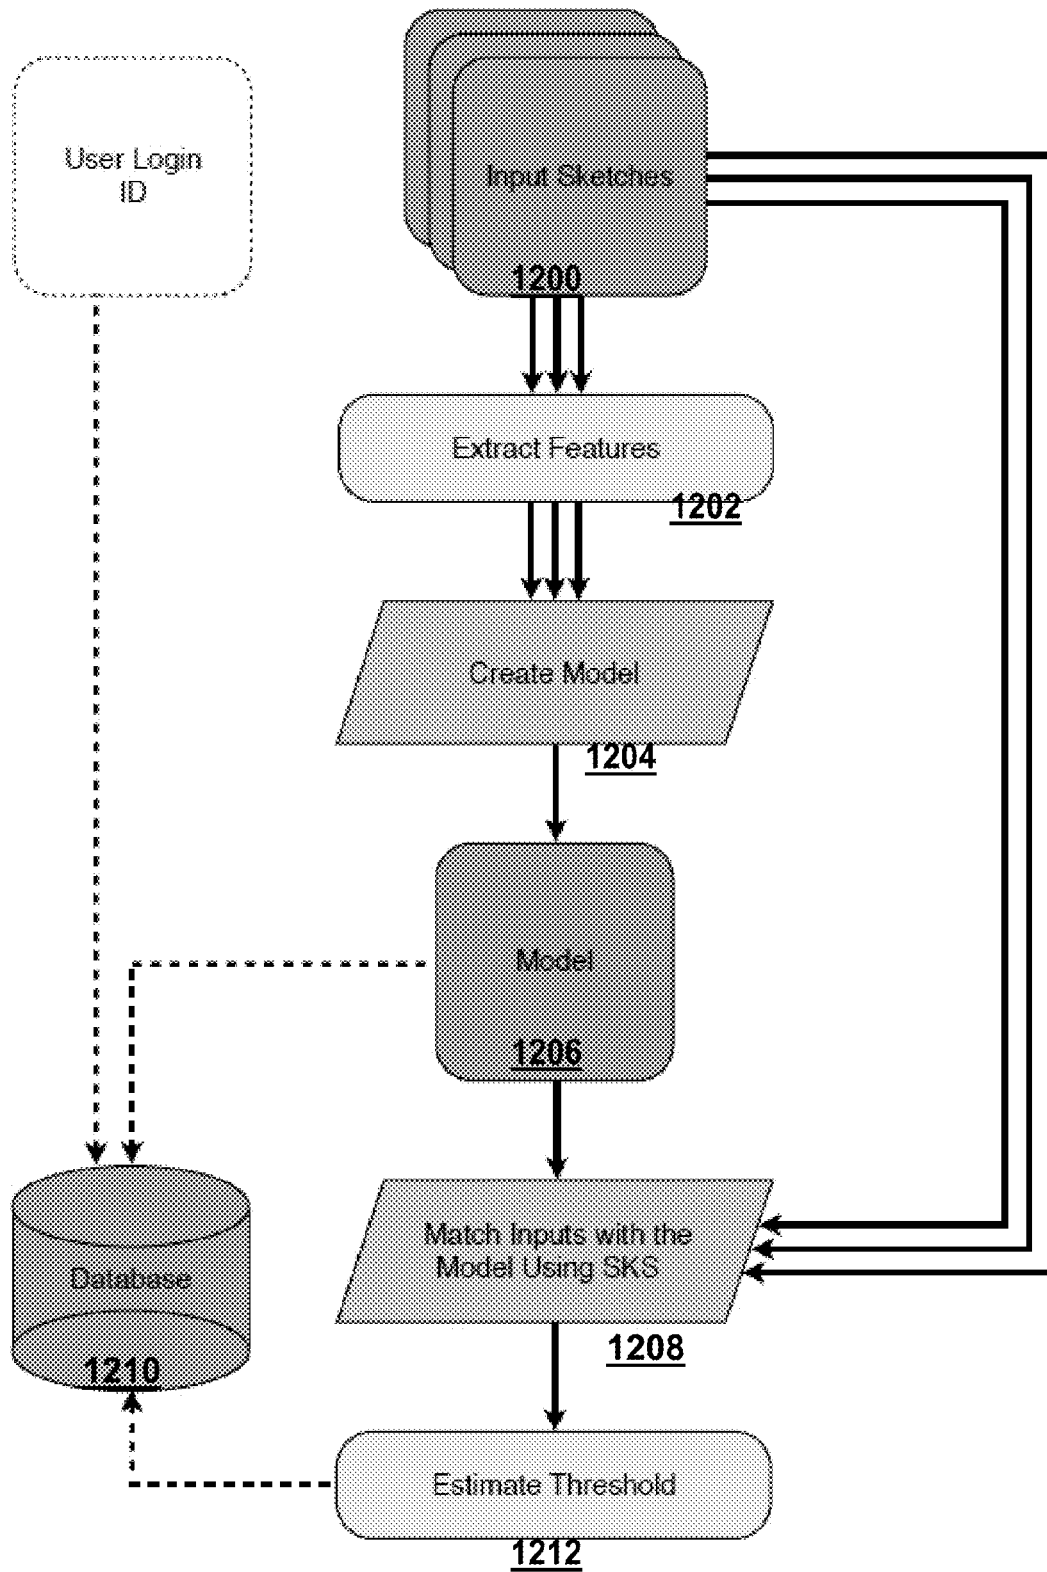 User Login
ID
Input Sketches
1200
Extract Features
1202
Create Model
1204
Model
1206
Match Inputs with the
Model Using SKS
1208
Database
1210
Estimate Threshold
1212